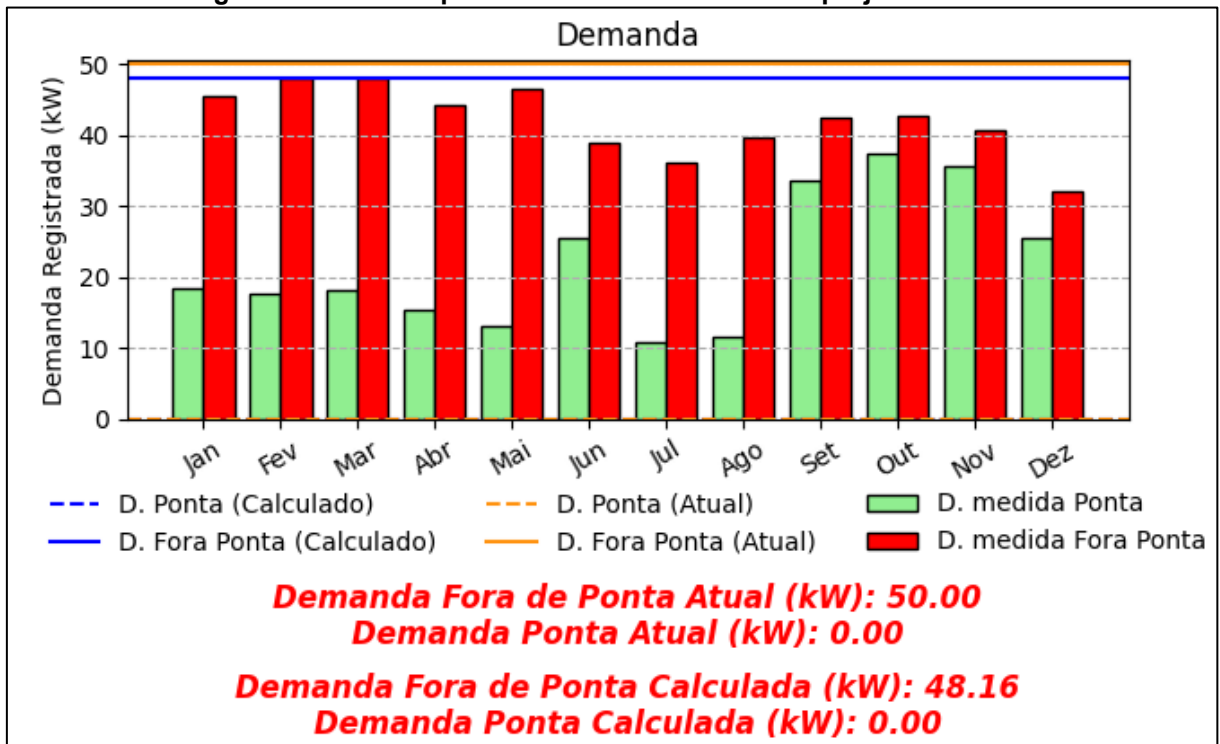 Demanda
Demanda Registrada (kW)
50
40
30
20
10
0
Jan Fev Mar Abr Mai Jun Jul Ago Set Out Nov Dez
D. Ponta (Calculado) D. Ponta (Atual) D. medida Ponta
D. Fora Ponta (Calculado) D. Fora Ponta (Atual) D. medida Fora Ponta
Demanda Fora de Ponta Atual (kW): 50.00
Demanda Ponta Atual (kW): 0.00
Demanda Fora de Ponta Calculada (kW): 48.16
Demanda Ponta Calculada (kW): 0.00